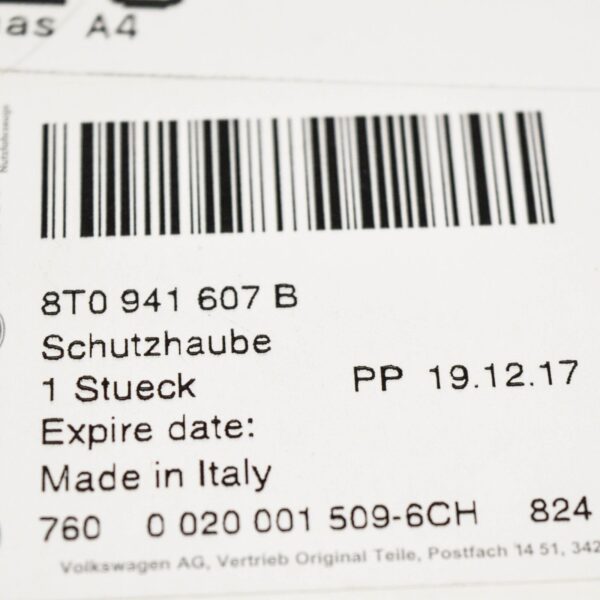 A4
8T0 941 607 B
Schutzhaube
1 Stueck PP 19.12.17
Expire date:
Made in Italy
760 0 020 001 509-6CH 824
Volkswagen AG, Vertrieb Original Teile, Postfach 14 51, 342